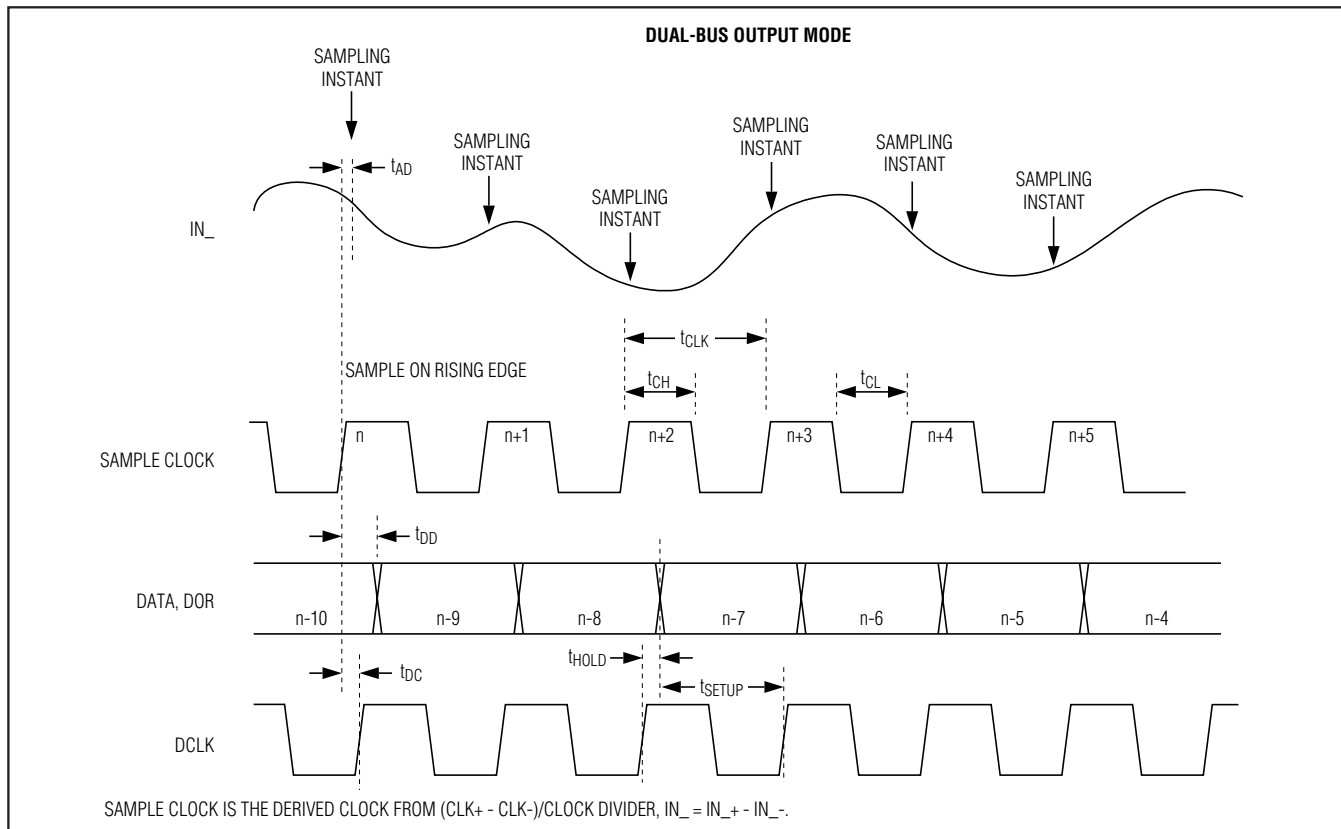 DUAL-BUS OUTPUT MODE
SAMPLING
INSTANT
SAMPLING
INSTANT
SAMPLING
INSTANT
SAMPLING
INSTANT
SAMPLING
INSTANT
SAMPLING
INSTANT
tAD
IN_
tCLK
SAMPLE ON RISING EDGE
tCH
tCL
SAMPLE CLOCK
n
n+1
n+2
n+3
n+4
n+5
tDD
DATA, DOR
n-10
n-9
n-8
n-7
n-6
n-5
n-4
tDC
tHOLD
tSETUP
DCLK
SAMPLE CLOCK IS THE DERIVED CLOCK FROM (CLK+ - CLK-)/CLOCK DIVIDER, IN_ = IN_+ - IN_-.